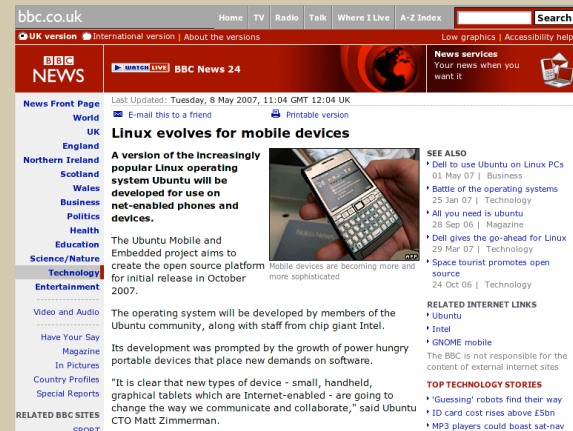 bbc.co.uk
Home TV Radio Talk Where I Live A-Z Index Search
UK version International version | About the versions
Low graphics | Accessibility help
BBC
NEWS
WATCH LIVE BBC News 24
News services
Your news when you
want it
News Front Page
World
UK
England
Northern Ireland
Scotland
Wales
Business
Politics
Health
Education
Science/Nature
Technology
Entertainment
Video and Audio
Have Your Say
Magazine
In Pictures
Country Profiles
Special Reports
RELATED BBC SITES
SPORT
Last Updated: Tuesday, 8 May 2007, 11:04 GMT 12:04 UK
E-mail this to a friend
Printable version
Linux evolves for mobile devices
A version of the increasingly
popular Linux operating
system Ubuntu will be
developed for use on
net-enabled phones and
devices.
The Ubuntu Mobile and
Embedded project aims to
create the open source platform
for initial release in October
2007.
AFP
Mobile devices are becoming more and
more sophisticated
The operating system will be developed by members of the
Ubuntu community, along with staff from chip giant Intel.
Its development was prompted by the growth of power hungry
portable devices that place new demands on software.
"It is clear that new types of device - small, handheld,
graphical tablets which are Internet-enabled - are going to
change the way we communicate and collaborate," said Ubuntu
CTO Matt Zimmerman.
SEE ALSO
Dell to use Ubuntu on Linux PCs
01 May 07 | Business
Battle of the operating systems
25 Jan 07 | Technology
All you need is ubuntu
28 Sep 06 | Magazine
Dell gives the go-ahead for Linux
29 Mar 07 | Technology
Space tourist promotes open
source
24 Oct 06 | Technology
RELATED INTERNET LINKS
Ubuntu
Intel
GNOME mobile
The BBC is not responsible for the
content of external internet sites
TOP TECHNOLOGY STORIES
'Guessing' robots find their way
ID card cost rises above £5bn
MP3 players could boast sat-nav